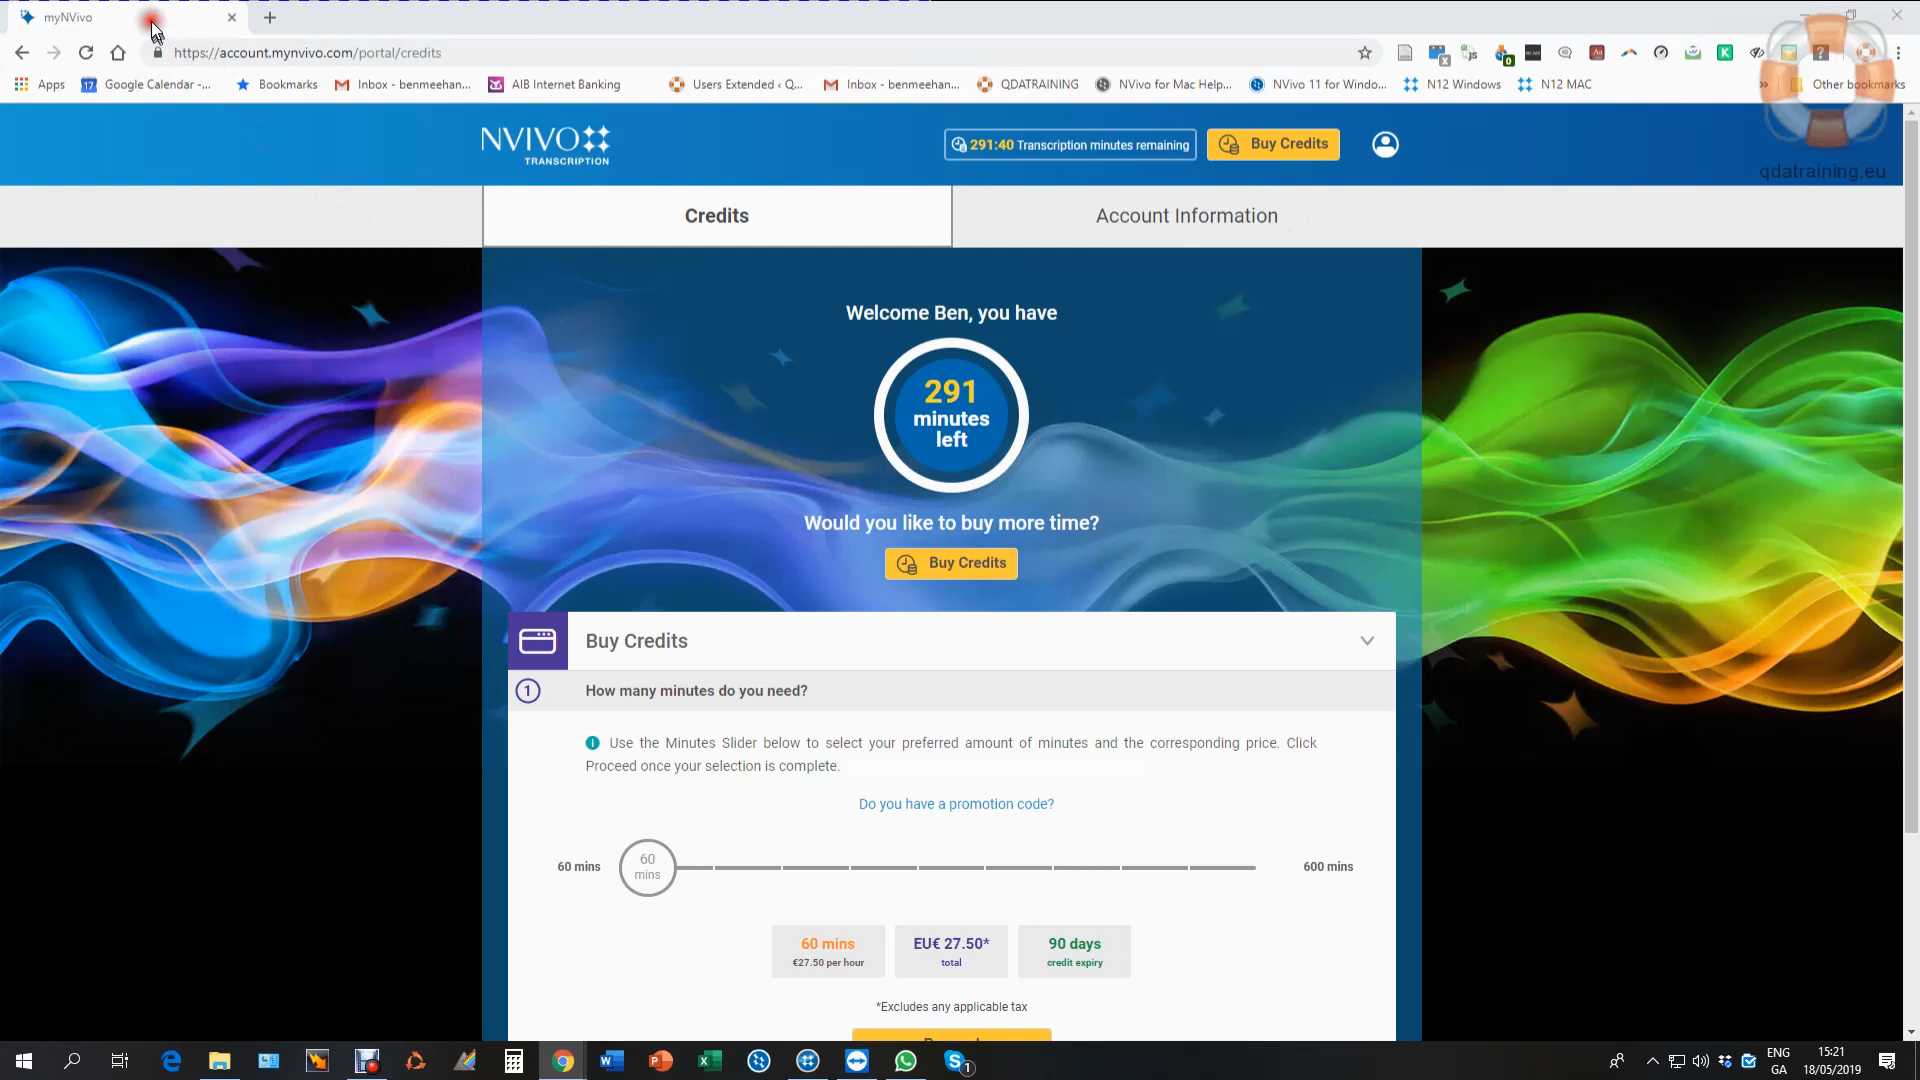 myNVivo
https://account.mynvivo.com/portal/credits
Apps
17 Google Calendar -...
Bookmarks
Inbox - benmeehan...
AIB Internet Banking
Users Extended ‹ Q...
Inbox - benmeehan...
QDATRAINING
NVivo for Mac Help...
NVivo 11 for Windo...
N12 Windows
N12 MAC
»
Other bookmarks
NVIVO
TRANSCRIPTION
291:40 Transcription minutes remaining
Buy Credits
qdatraining.eu
Credits
Account Information
Welcome Ben, you have
291
minutes
left
Would you like to buy more time?
Buy Credits
Buy Credits
1
How many minutes do you need?
Use the Minutes Slider below to select your preferred amount of minutes and the corresponding price. Click
Proceed once your selection is complete.
Do you have a promotion code?
60 mins
60
mins
600 mins
60 mins
€27.50 per hour
EU€ 27.50*
total
90 days
credit expiry
*Excludes any applicable tax
ENG
GA
15:21
18/05/2019